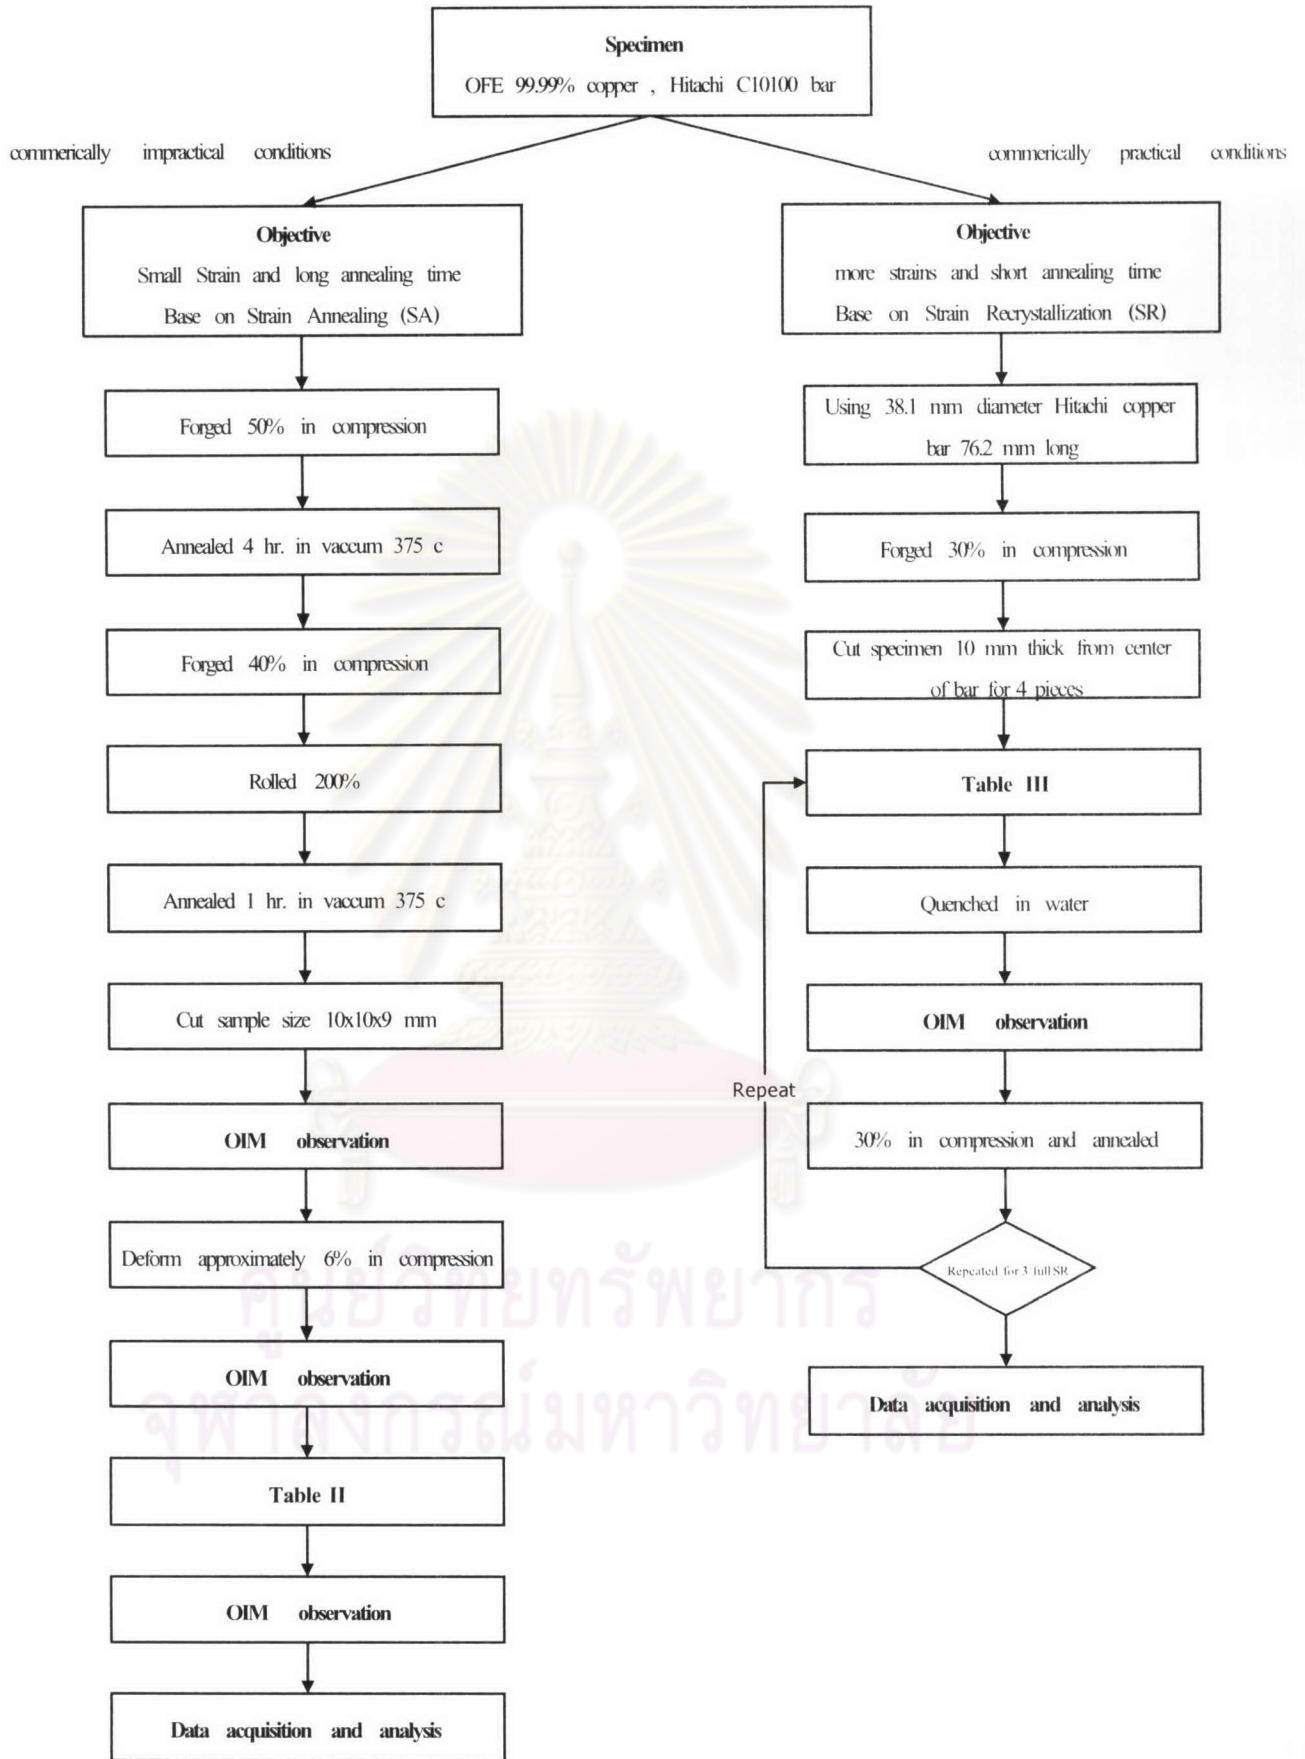 Specimen
OFE 99.99% copper , Hitachi C10100 bar
commerically impractical conditions
commerically practical conditions
Objective
Small Strain and long annealing time
Base on Strain Annealing (SA)
Forged 50% in compression
Annealed 4 hr. in vaccum 375 c
Forged 40% in compression
Rolled 200%
Annealed 1 hr. in vaccum 375 c
Cut sample size 10x10x9 mm
OIM observation
Deform approximately 6% in compression
OIM observation
Table II
OIM observation
Data acquisition and analysis
Objective
more strains and short annealing time
Base on Strain Recrystallization (SR)
Using 38.1 mm diameter Hitachi copper
bar 76.2 mm long
Forged 30% in compression
Cut specimen 10 mm thick from center
of bar for 4 pieces
Table III
Quenched in water
OIM observation
Repeat
30% in compression and annealed
Repeated for 3 full SR
Data acquisition and analysis
ศูนย์วิทยทรัพยากร
จุฬาลงกรณ์มหาวิทยาลัย